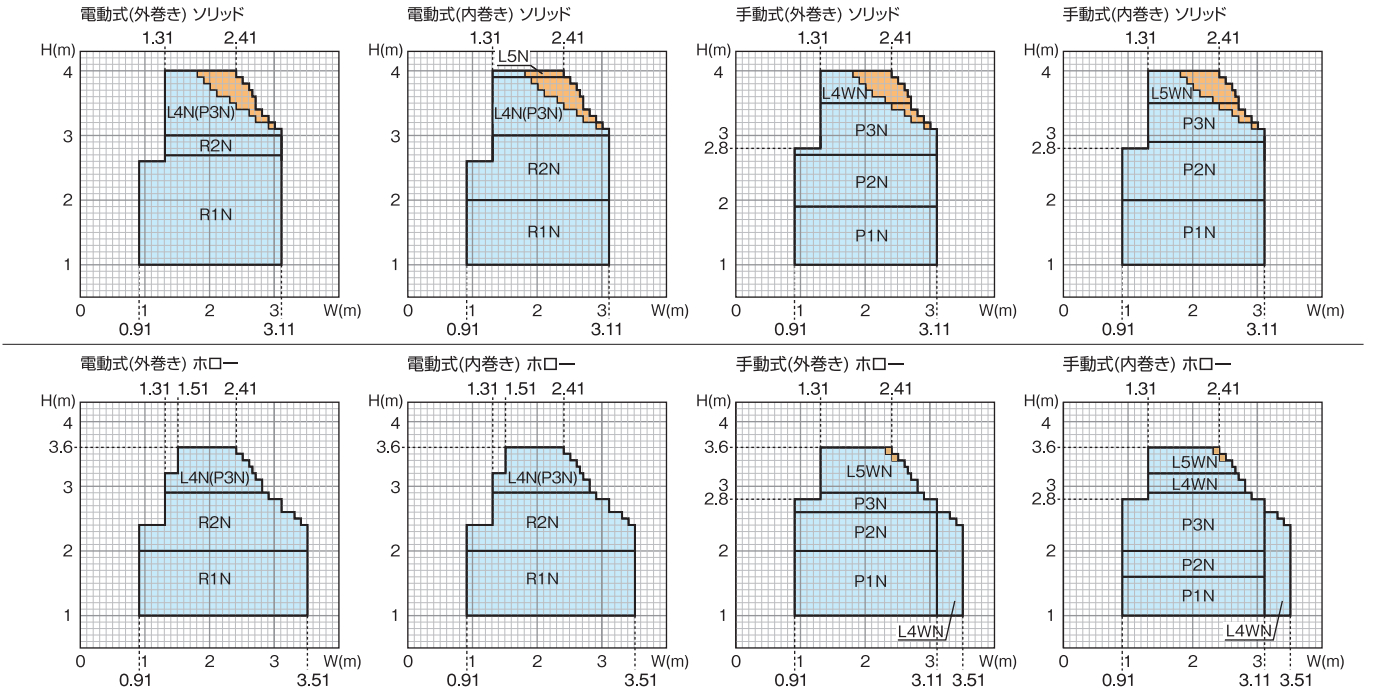 電動式(外巻き) ソリッド
1.31 2.41
H(m)
4
L4N(P3N)
3
R2N
2
R1N
1
0 1 2 3 W(m)
0.91 3.11
電動式(内巻き) ソリッド
1.31 2.41
H(m)
L5N
4
L4N(P3N)
3
R2N
2
R1N
1
0 1 2 3 W(m)
0.91 3.11
手動式(外巻き) ソリッド
1.31 2.41
H(m)
4
L4WN
P3N
3
2.8
P2N
2
P1N
1
0 1 2 3 W(m)
0.91 3.11
手動式(内巻き) ソリッド
1.31 2.41
H(m)
4
L5WN
P3N
3
2.8
P2N
2
P1N
1
0 1 2 3 W(m)
0.91 3.11
電動式(外巻き) ホロー
1.31 1.51 2.41
H(m)
4
3.6
L4N(P3N)
3
R2N
2
R1N
1
0 1 2 3 W(m)
0.91 3.51
電動式(内巻き) ホロー
1.31 1.51 2.41
H(m)
4
3.6
L4N(P3N)
3
R2N
2
R1N
1
0 1 2 3 W(m)
0.91 3.51
手動式(外巻き) ホロー
1.31 2.41
H(m)
4
3.6
L5WN
3
2.8
P3N
P2N
2
P1N
1
L4WN
0 1 2 3 W(m)
0.91 3.11 3.51
手動式(内巻き) ホロー
1.31 2.41
H(m)
4
3.6
L5WN
3
L4WN
2.8
P3N
2
P2N
P1N
1
L4WN
0 1 2 3 W(m)
0.91 3.11 3.51